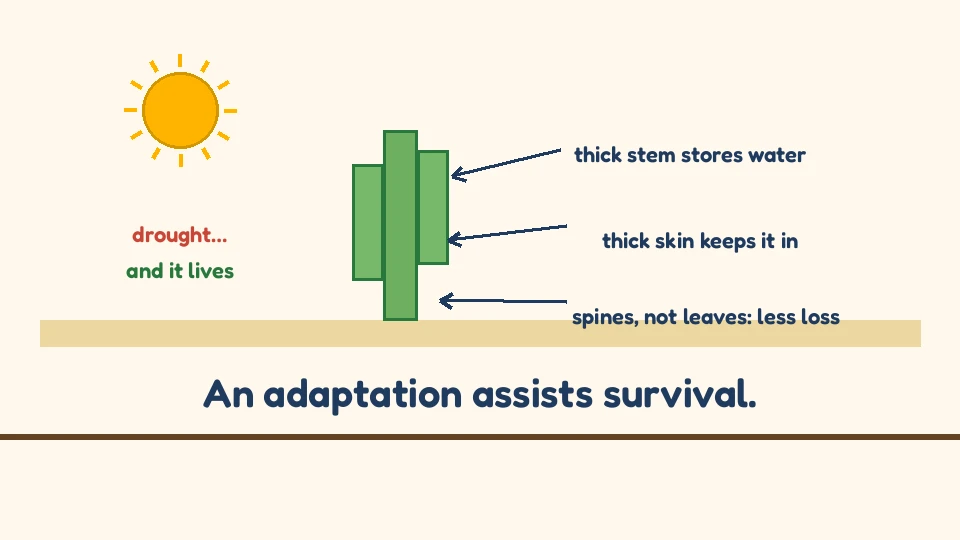 thick stem stores water
drought...
thick skin keeps it in
and it lives
spines, not leaves: less loss
An adaptation assists survival.